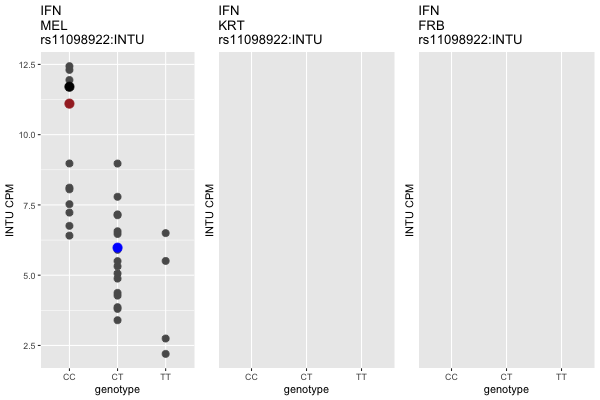 IFN
MEL
rs11098922:INTU
IFN
KRT
rs11098922:INTU
IFN
FRB
rs11098922:INTU
INTU CPM
12.5
10.0
7.5
5.0
2.5
CC CT TT
genotype
INTU CPM
CC CT TT
genotype
INTU CPM
CC CT TT
genotype